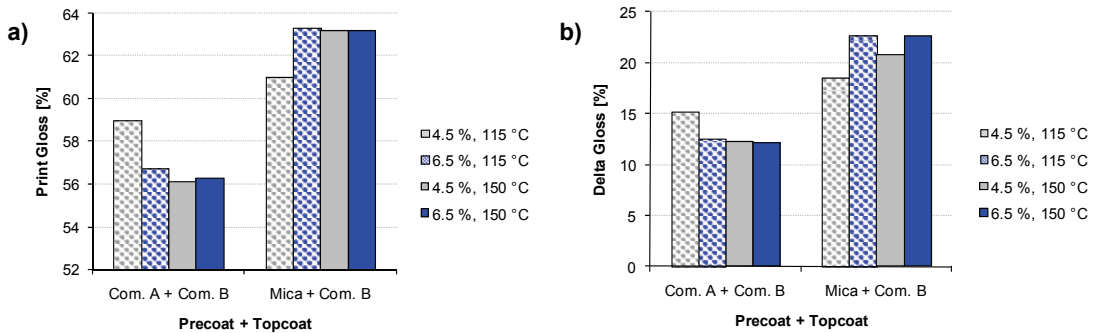 a)
Print Gloss [%]
64
62
60
58
56
54
52
Com. A + Com. B
Mica + Com. B
Precoat + Topcoat
4.5 %, 115 °C
6.5 %, 115 °C
4.5 %, 150 °C
6.5 %, 150 °C
b)
Delta Gloss [%]
25
20
15
10
5
0
Com. A + Com. B
Mica + Com. B
Precoat + Topcoat
4.5 %, 115 °C
6.5 %, 115 °C
4.5 %, 150 °C
6.5 %, 150 °C